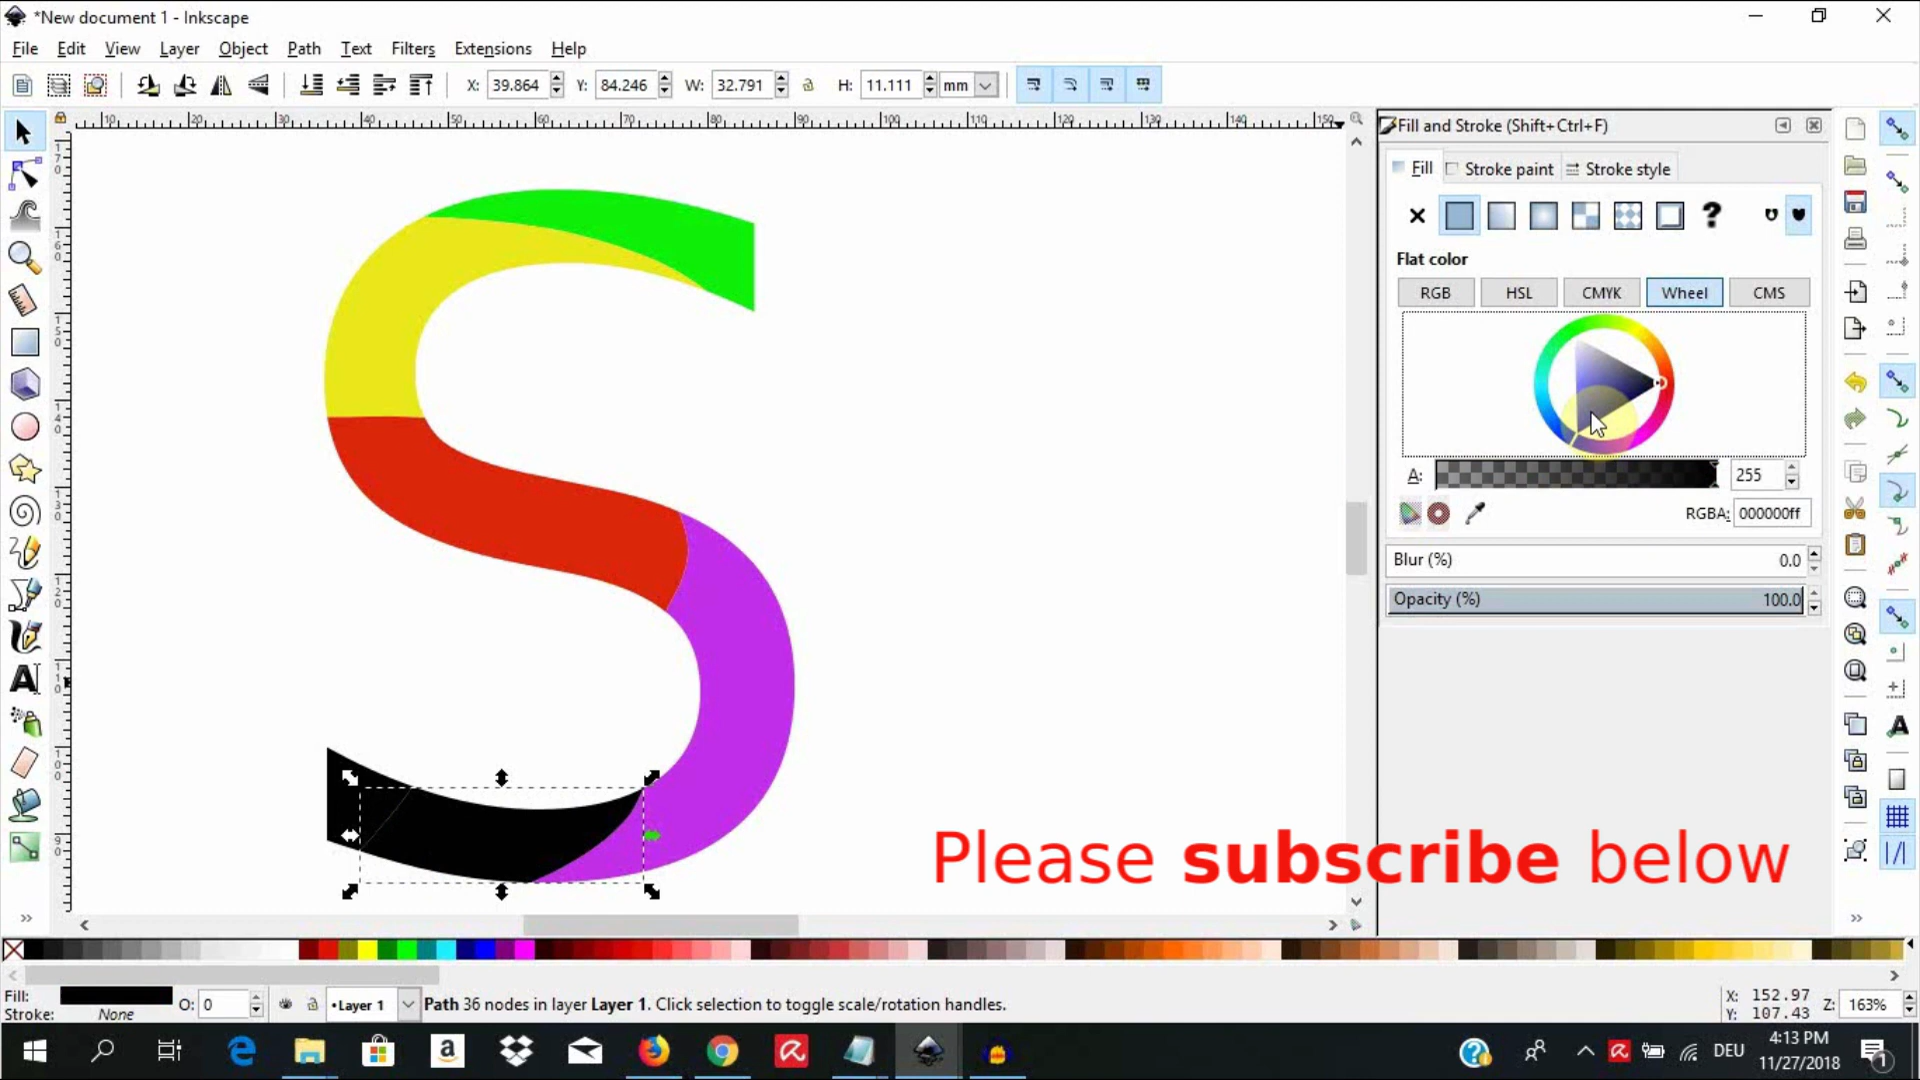 *New document 1 - Inkscape
File Edit View Layer Object Path Text Filters Extensions Help
X: 39.864 Y: 84.246 W: 32.791 H: 11.111 mm
Fill and Stroke (Shift+Ctrl+F)
Fill Stroke paint Stroke style
Flat color
RGB HSL CMYK Wheel CMS
A: 255
RGBA: 000000ff
Blur (%) 0.0
Opacity (%) 100.0
Please subscribe below
Fill: O: 0 •Layer 1 Path 36 nodes in layer Layer 1. Click selection to toggle scale/rotation handles.
Stroke: None
X: 152.97
Y: 107.43
Z: 163%
DEU
4:13 PM
11/27/2018
1